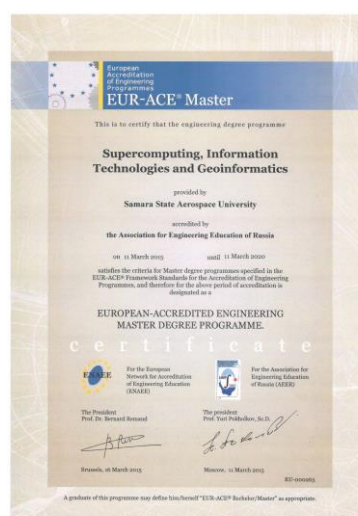 European
Accreditation
of Engineering
Programmes
EUR-ACE® Master
This is to certify that the engineering degree programme
Supercomputing, Information
Technologies and Geoinformatics
provided by
Samara State Aerospace University
accredited by
the Association for Engineering Education of Russia
on 11 March 2015 until 11 March 2020
satisfies the criteria for Master degree programmes specified in the
EUR-ACE® Framework Standards for the Accreditation of Engineering
Programmes, and therefore for the above period of accreditation is
designated as a
EUROPEAN-ACCREDITED ENGINEERING
MASTER DEGREE PROGRAMME.
certificate
ENAEE
For the European
Network for Accreditation
of Engineering Education
(ENAEE)
For the Association for
Engineering Education
of Russia (AEER)
The President
Prof. Dr. Bernard Remaud
The president
Prof. Yuri Pokholkov, Sc.D.
Brussels, 16 March 2015
Moscow, 11 March 2015
RU-000265
A graduate of this programme may define him/herself "EUR-ACE® Bachelor/Master" as appropriate.